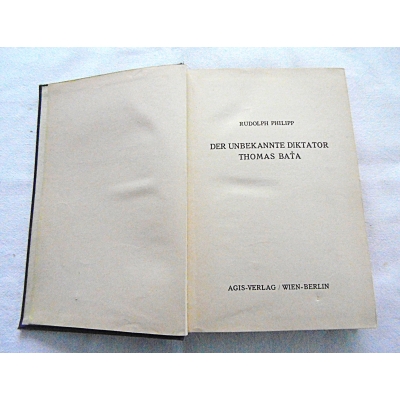 RUDOLPH PHILIPP
DER UNBEKANNTE DIKTATOR
THOMAS BAŤA
AGIS-VERLAG / WIEN-BERLIN